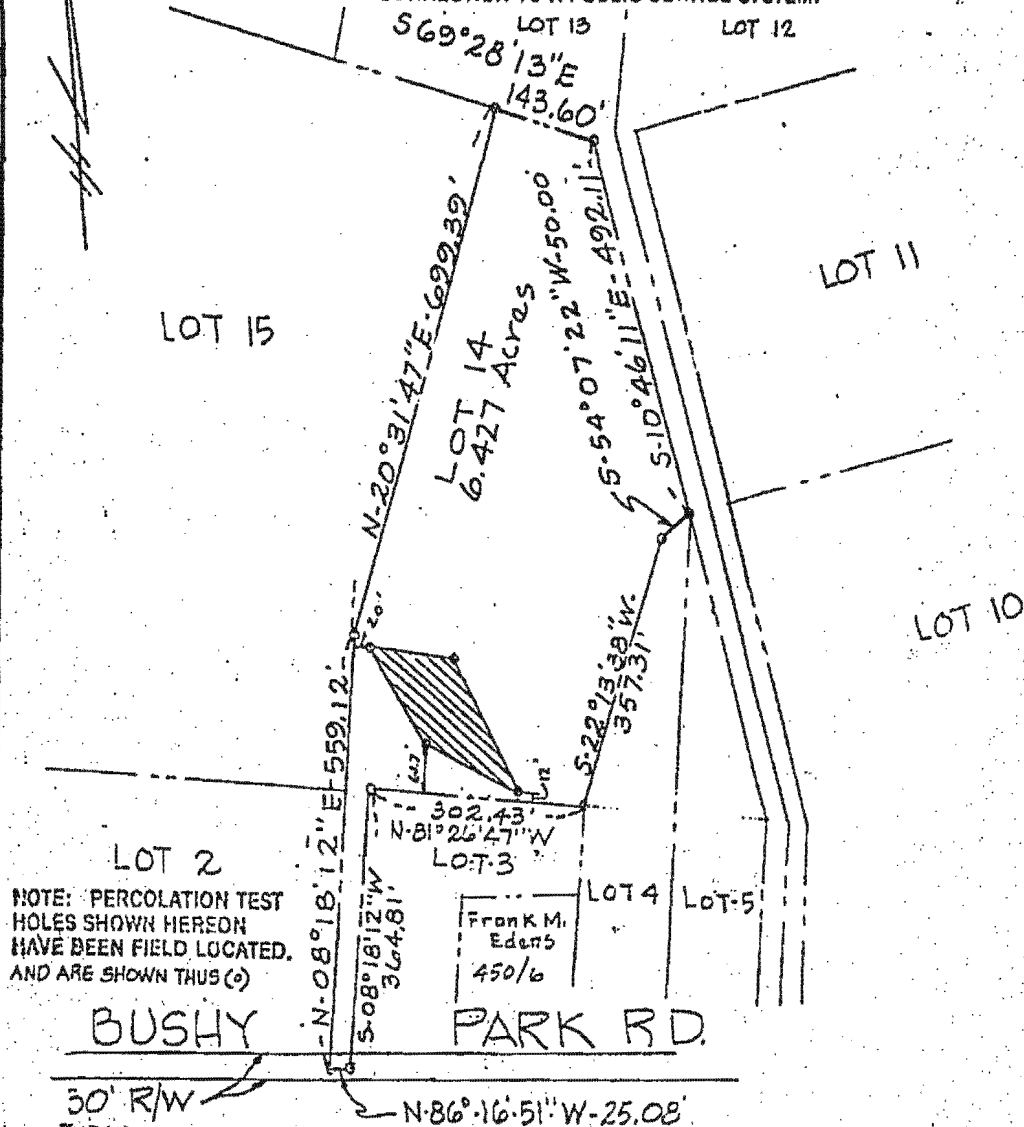 LOT 13
LOT 12
S69°28'13"E
143.60'
LOT 11
LOT 15
N-20°31'47"E-699.39'
LOT 14
6.427 Acres
S-54°07'22"W-50.00'
S-10°46'11"E-492.11'
LOT 10
20'
S-22°13'38"W-
357.31'
N-08°18'12"E-559.12'
12'
302.43'
N-81°26'47"W
LOT-3
LOT 2
S-08°18'12"W
364.81'
LOT 4
LOT-5
Frank M.
Edens
450/6
NOTE: PERCOLATION TEST
HOLES SHOWN HEREON
HAVE BEEN FIELD LOCATED.
AND ARE SHOWN THUS (o)
BUSHY PARK RD.
30' R/W
N-86°-16'-51"W-25.08'